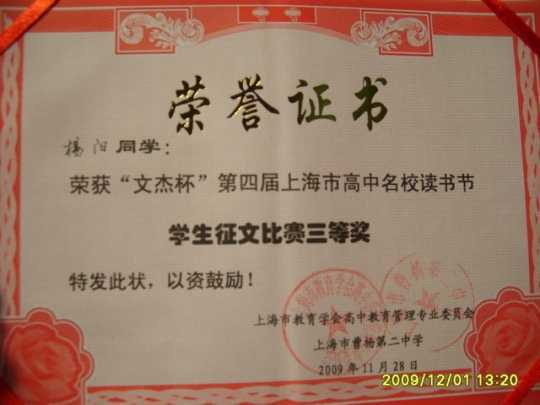 荣誉证书
杨阳 同学：
荣获“文杰杯”第四届上海市高中名校读书节
学生征文比赛三等奖
特发此状，以资鼓励！
上海市教育学会高中教育管理专业委员会
上海市曹杨第二中学
2009年11月28日
2009/12/01 13:20